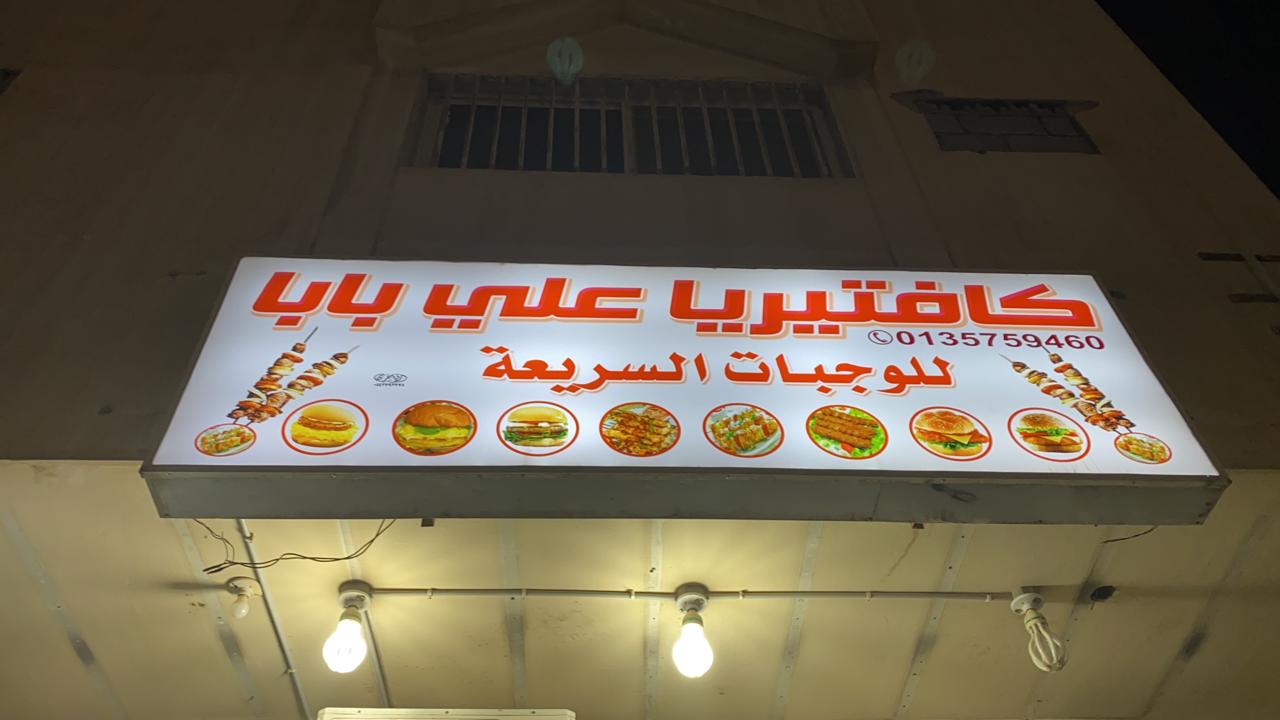 كافتيريا علي بابا
0135759460
للوجبات السريعة